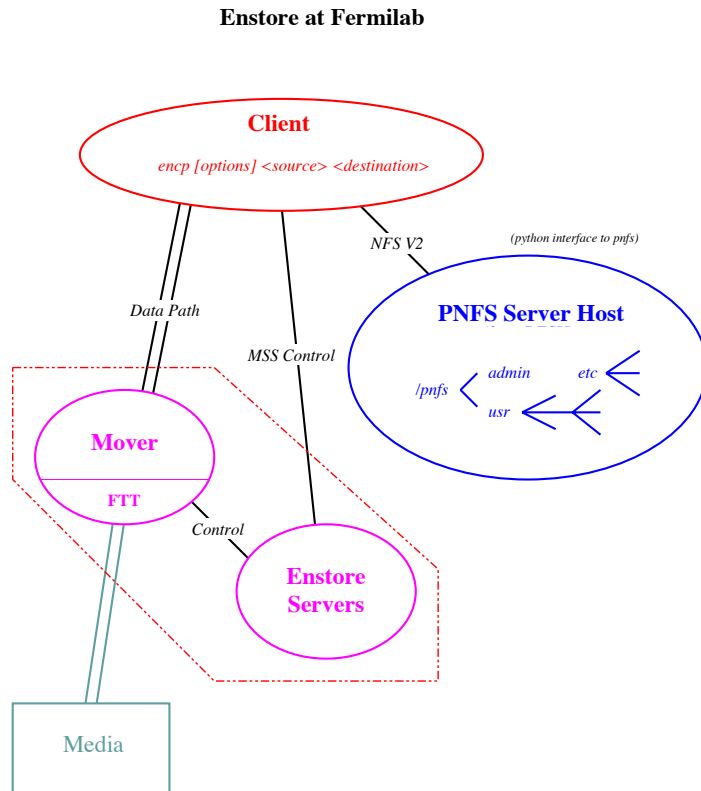 Enstore at Fermilab
Client
encp [options] <source> <destination>
NFS V2
(python interface to pnfs)
Data Path
PNFS Server Host
MSS Control
admin
etc
/pnfs
usr
Mover
FTT
Control
Enstore
Servers
Media